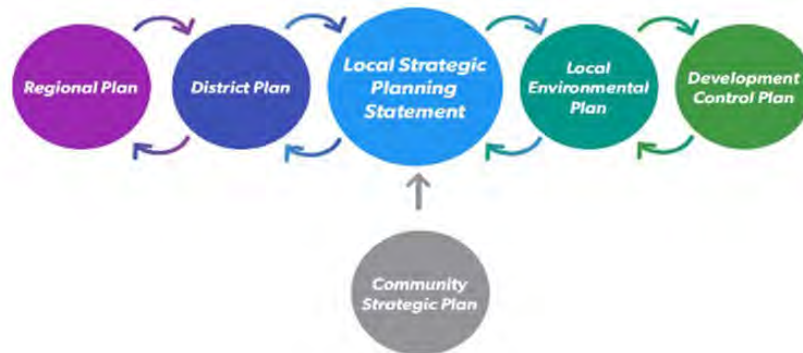 Regional Plan
District Plan
Local Strategic
Planning
Statement
Local
Environmental
Plan
Development
Control Plan
Community
Strategic Plan